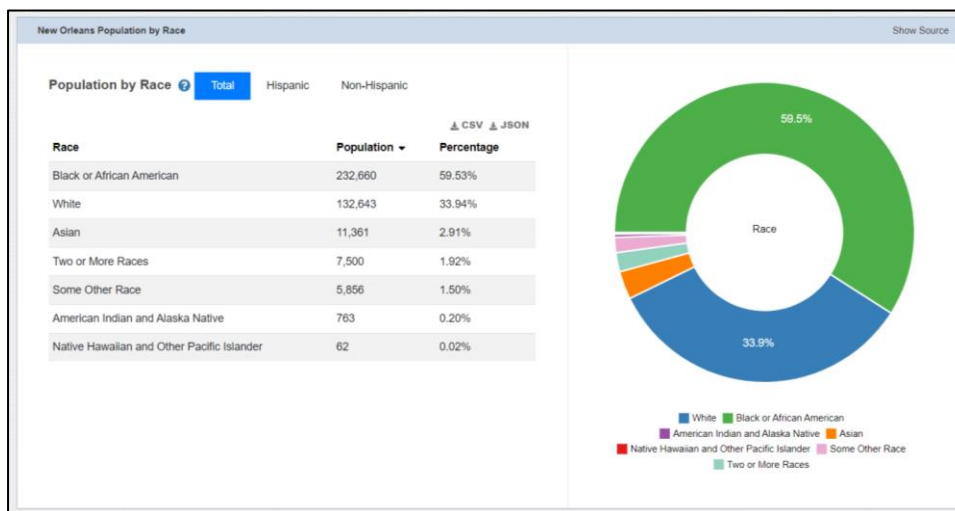 New Orleans Population by Race Show Source
Population by Race ? Total Hispanic Non-Hispanic
CSV JSON
Race Population Percentage
Black or African American 232,660 59.53%
White 132,643 33.94%
Asian 11,361 2.91%
Two or More Races 7,500 1.92%
Some Other Race 5,856 1.50%
American Indian and Alaska Native 763 0.20%
Native Hawaiian and Other Pacific Islander 62 0.02%
59.5%
Race
33.9%
White Black or African American
American Indian and Alaska Native Asian
Native Hawaiian and Other Pacific Islander Some Other Race
Two or More Races